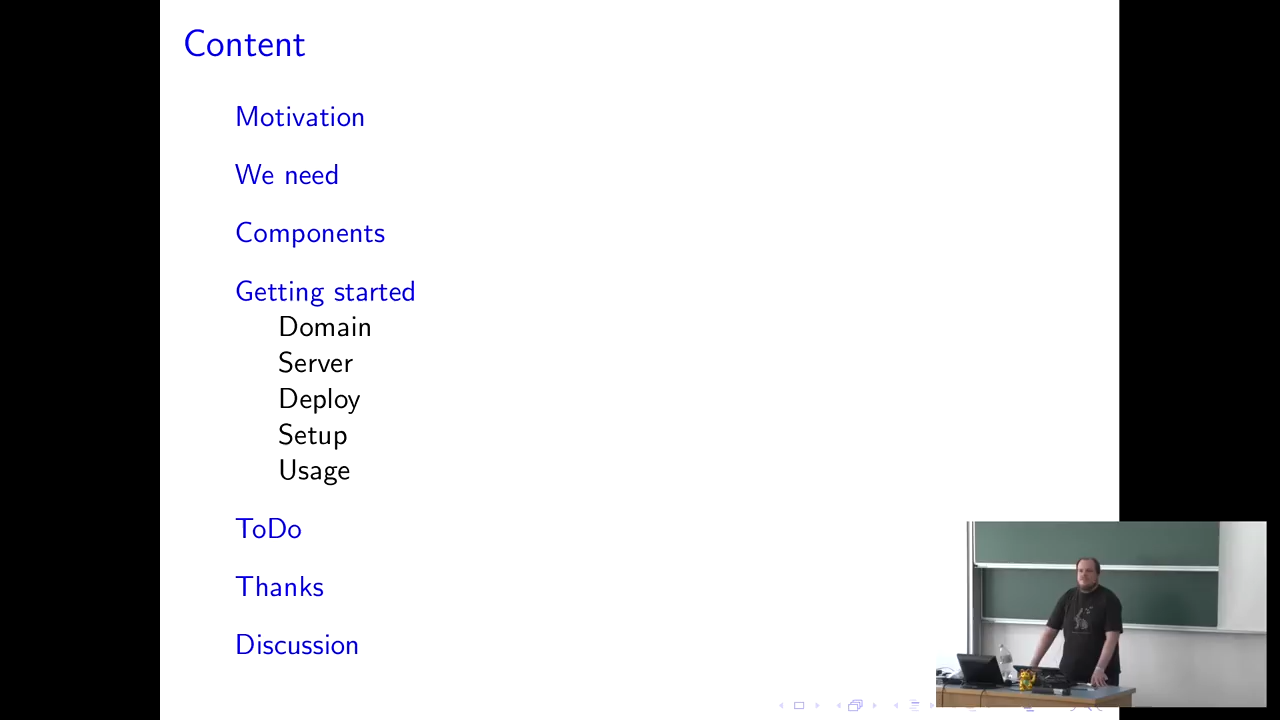 Content
Motivation
We need
Components
Getting started
Domain
Server
Deploy
Setup
Usage
ToDo
Thanks
Discussion